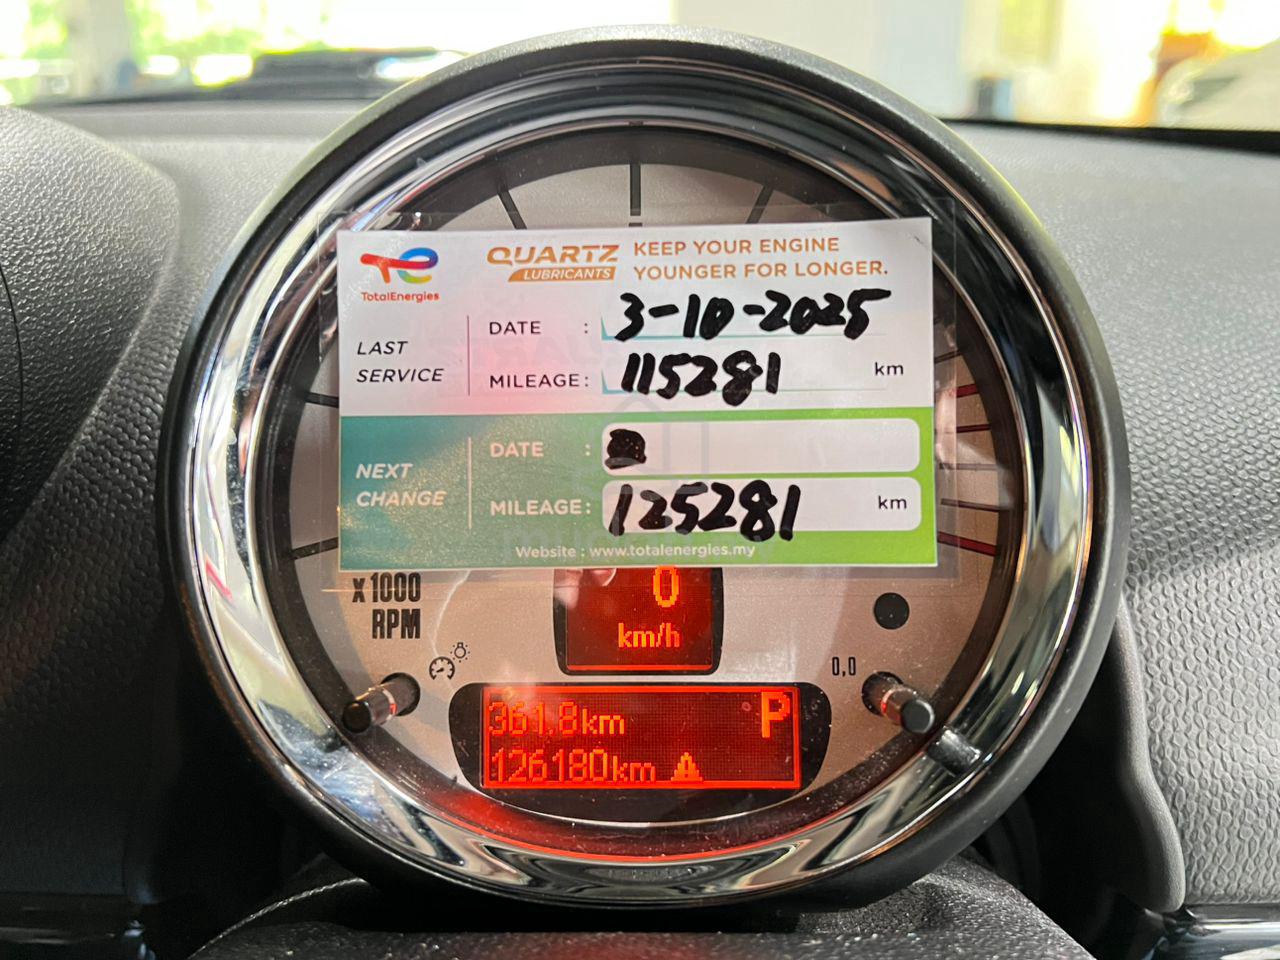 TotalEnergies
QUARTZ
LUBRICANTS
KEEP YOUR ENGINE
YOUNGER FOR LONGER.
LAST
SERVICE
DATE : 3-10-2025
MILEAGE: 115281 km
NEXT
CHANGE
DATE :
MILEAGE: 125281 km
Website : www.totalenergies.my
x 1000
RPM
0
km/h
0,0
361.8km P
126180km